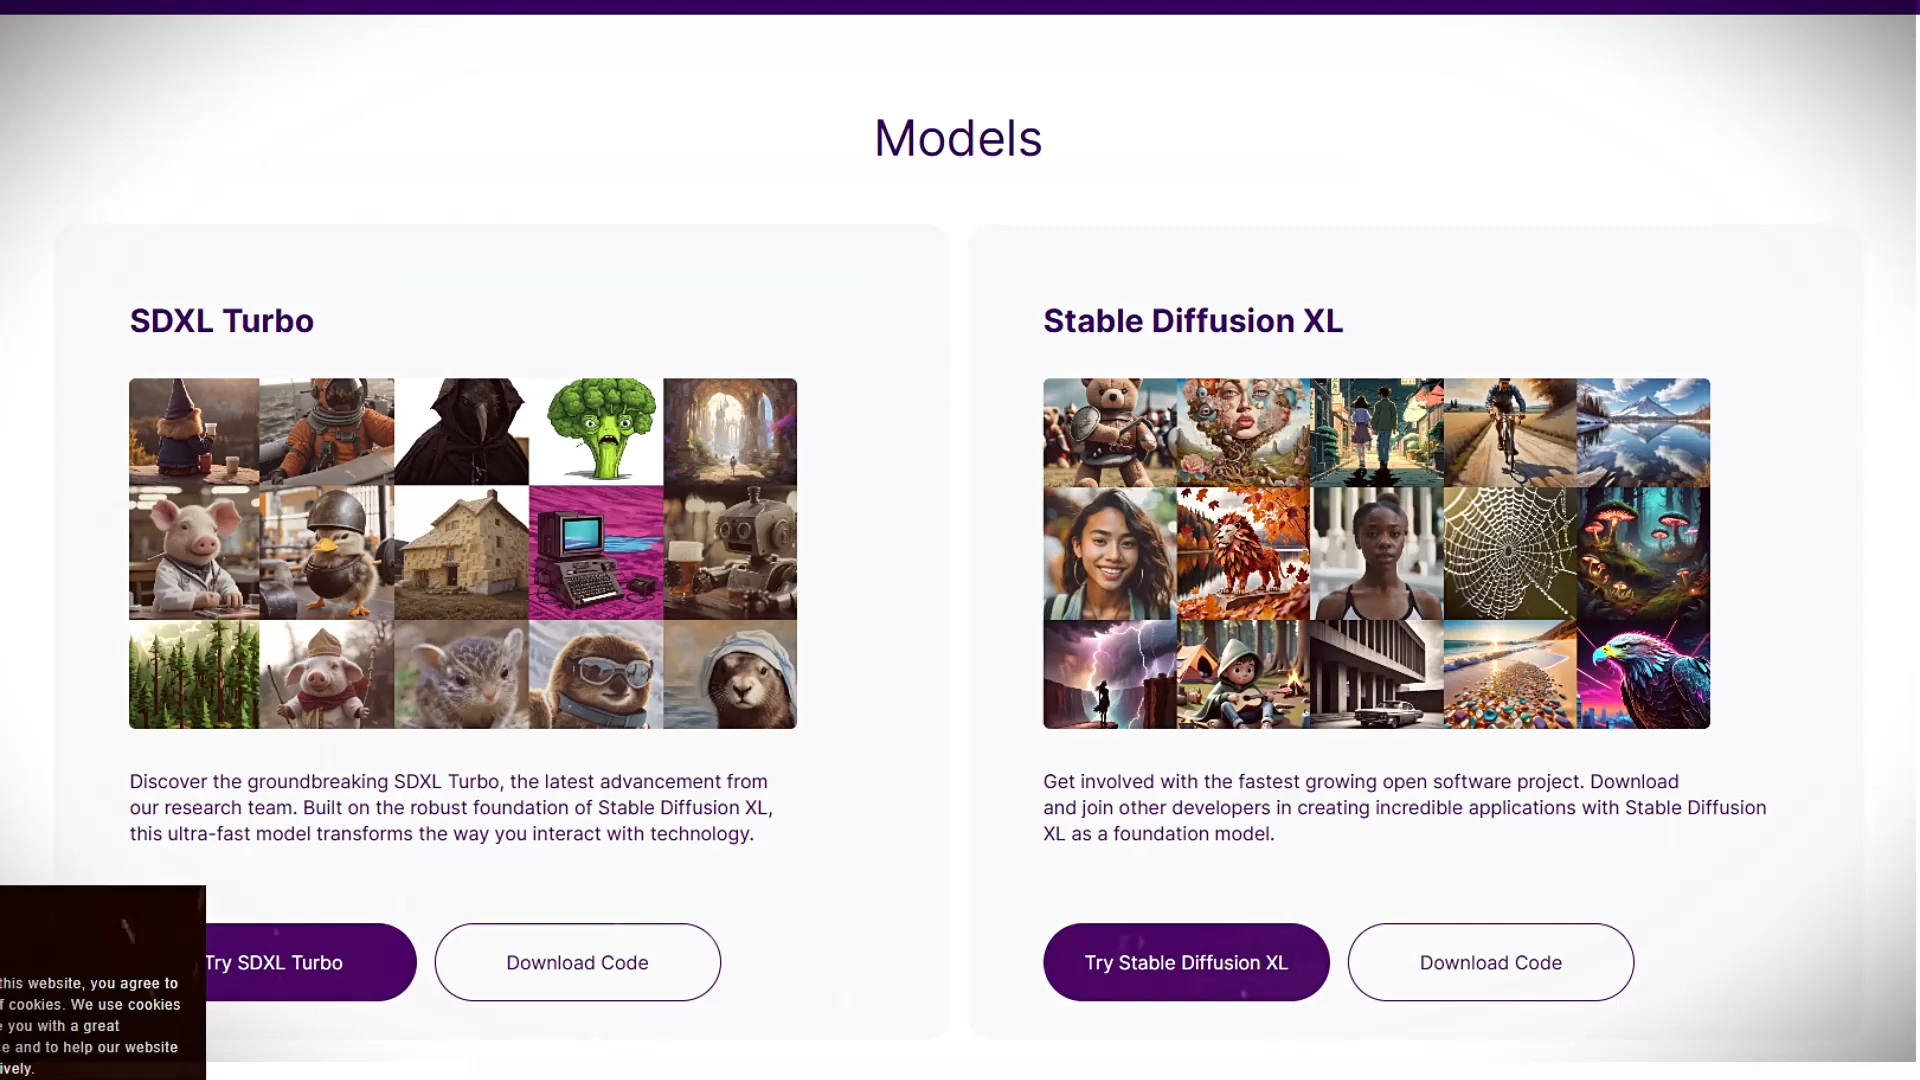 Models
SDXL Turbo
Discover the groundbreaking SDXL Turbo, the latest advancement from
our research team. Built on the robust foundation of Stable Diffusion XL,
this ultra-fast model transforms the way you interact with technology.
Try SDXL Turbo
Download Code
Stable Diffusion XL
Get involved with the fastest growing open software project. Download
and join other developers in creating incredible applications with Stable Diffusion
XL as a foundation model.
Try Stable Diffusion XL
Download Code
this website, you agree to
cookies. We use cookies
you with a great
and to help our website